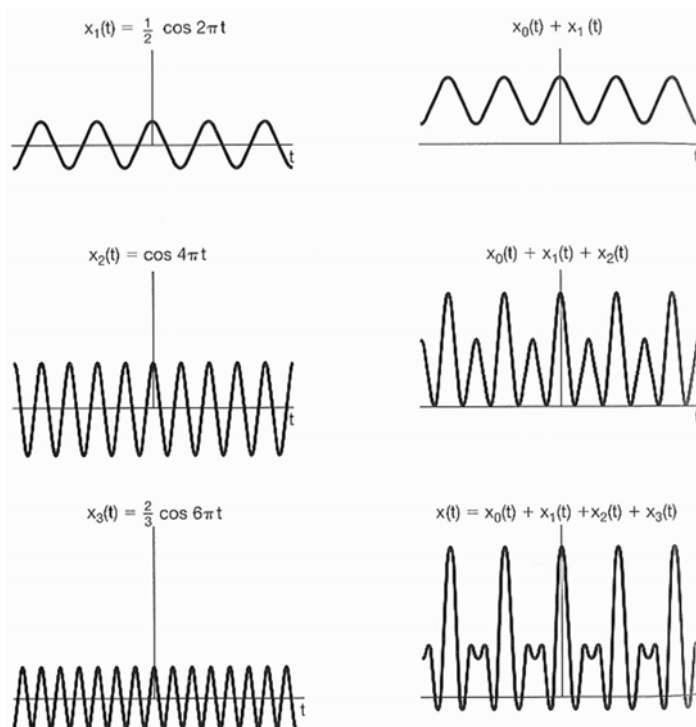 x₁(t) = ½ cos 2πt
t
x₀(t) + x₁ (t)
t
x₂(t) = cos 4πt
t
x₀(t) + x₁(t) + x₂(t)
t
x₃(t) = ⅔ cos 6πt
t
x(t) = x₀(t) + x₁(t) +x₂(t) + x₃(t)
t